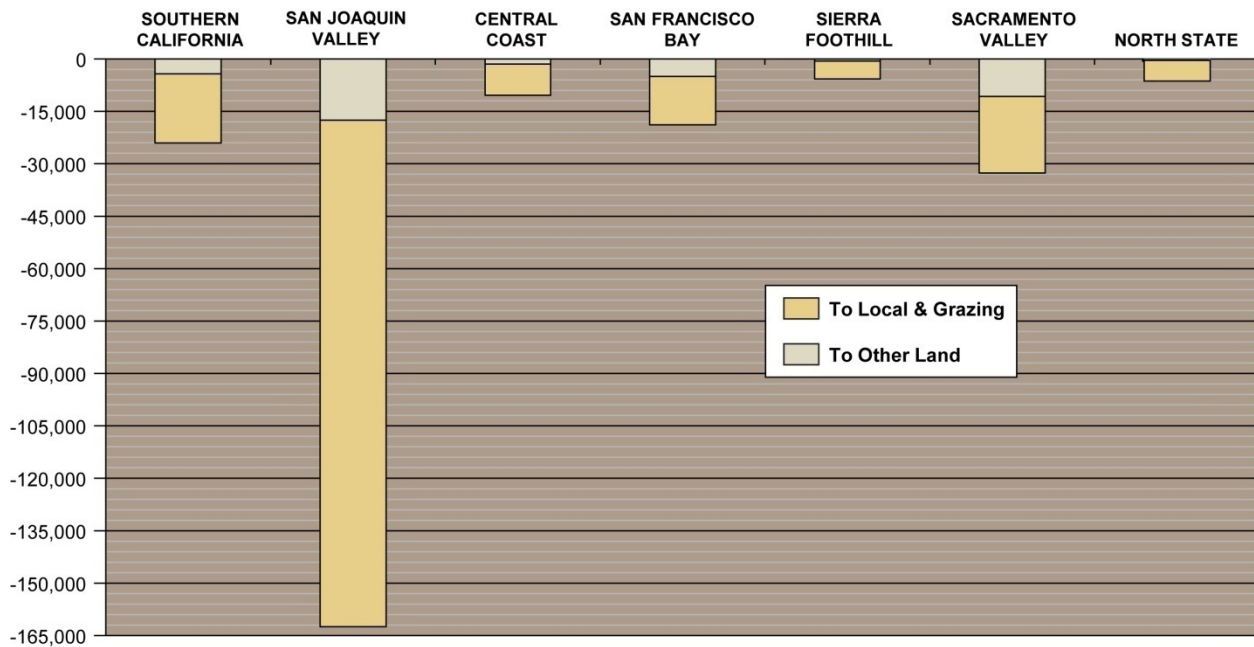 SOUTHERN
CALIFORNIA
SAN JOAQUIN
VALLEY
CENTRAL
COAST
SAN FRANCISCO
BAY
SIERRA
FOOTHILL
SACRAMENTO
VALLEY
NORTH STATE
0
-15,000
-30,000
-45,000
-60,000
-75,000
-90,000
-105,000
-120,000
-135,000
-150,000
-165,000
To Local & Grazing
To Other Land